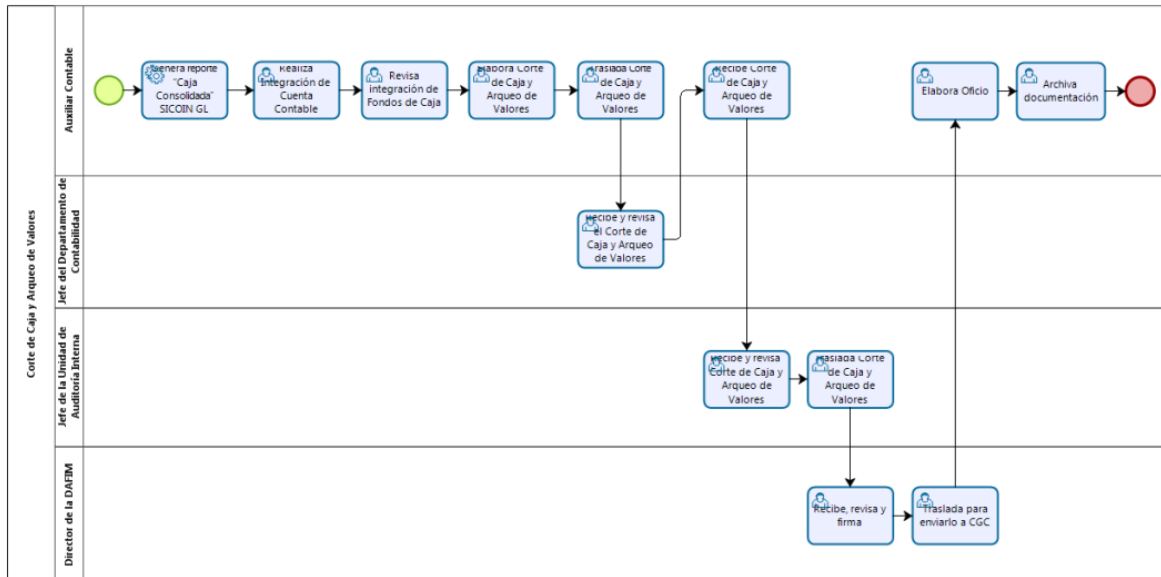 Corte de Caja y Arqueo de Valores
Auxiliar Contable
Genera reporte
"Caja
Consolidada"
SICOIN GL
Realiza
Integración de
Cuenta
Contable
Revisa
integración de
Fondos de Caja
Elabora Corte
de Caja y
Arqueo de
Valores
Traslada Corte
de Caja y
Arqueo de
Valores
Recibe Corte de
Caja y Arqueo
de Valores
Elabora Oficio
Archiva
documentación
Jefe del Departamento de
Contabilidad
Recibe y revisa
el Corte de
Caja y Arqueo
de Valores
Jefe de la Unidad de
Auditoría Interna
Recibe y revisa
Corte de Caja y
Arqueo de
Valores
Traslada Corte
de Caja y
Arqueo de
Valores
Director de la DAFIM
Recibe, revisa y
firma
Traslada para
enviarlo a CGC